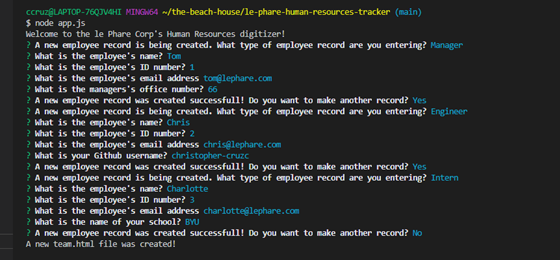 ccruz@LAPTOP-76QJV4HI MINGW64 ~/the-beach-house/le-phare-human-resources-tracker (main)
$ node app.js
Welcome to the le Phare Corp's Human Resources digitizer!
? A new employee record is being created. What type of employee record are you entering? Manager
? What is the employee's name? Tom
? What is the employee's ID number? 1
? What is the employee's email address tom@lephare.com
? What is the managers's office number? 66
? A new employee record was created successfull! Do you want to make another record? Yes
? A new employee record is being created. What type of employee record are you entering? Engineer
? What is the employee's name? Chris
? What is the employee's ID number? 2
? What is the employee's email address chris@lephare.com
? What is your Github username? christopher-cruzc
? A new employee record was created successfull! Do you want to make another record? Yes
? A new employee record is being created. What type of employee record are you entering? Intern
? What is the employee's name? Charlotte
? What is the employee's ID number? 3
? What is the employee's email address charlotte@lephare.com
? What is the name of your school? BYU
? A new employee record was created successfull! Do you want to make another record? No
A new team.html file was created!